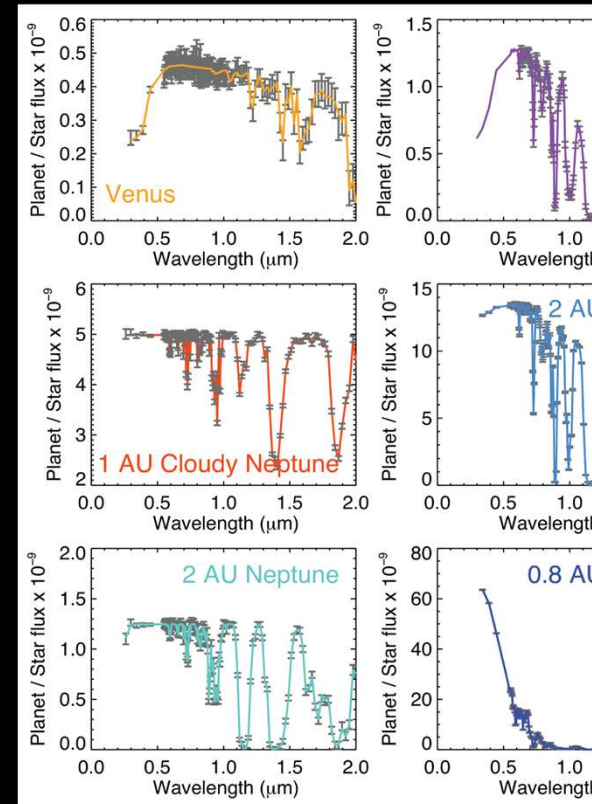 0.6
0.5
0.4
0.3
0.2
0.1
0.0
Planet / Star flux x 10⁻⁹
Venus
0.0 0.5 1.0 1.5 2.0
Wavelength (μm)
1.5
1.0
0.5
0.0
Planet / Star flux x 10⁻⁹
0.0 1.0
Wavelength
6
5
4
3
2
Planet / Star flux x 10⁻⁹
1 AU Cloudy Neptune
0.0 0.5 1.0 1.5 2.0
Wavelength (μm)
15
10
5
0
Planet / Star flux x 10⁻⁹
2 AU
0.0 1.0
Wavelength
2.0
1.5
1.0
0.5
0.0
Planet / Star flux x 10⁻⁹
2 AU Neptune
0.0 0.5 1.0 1.5 2.0
Wavelength (μm)
80
60
40
20
0
Planet / Star flux x 10⁻⁹
0.8 AU
0.0 1.0
Wavelength